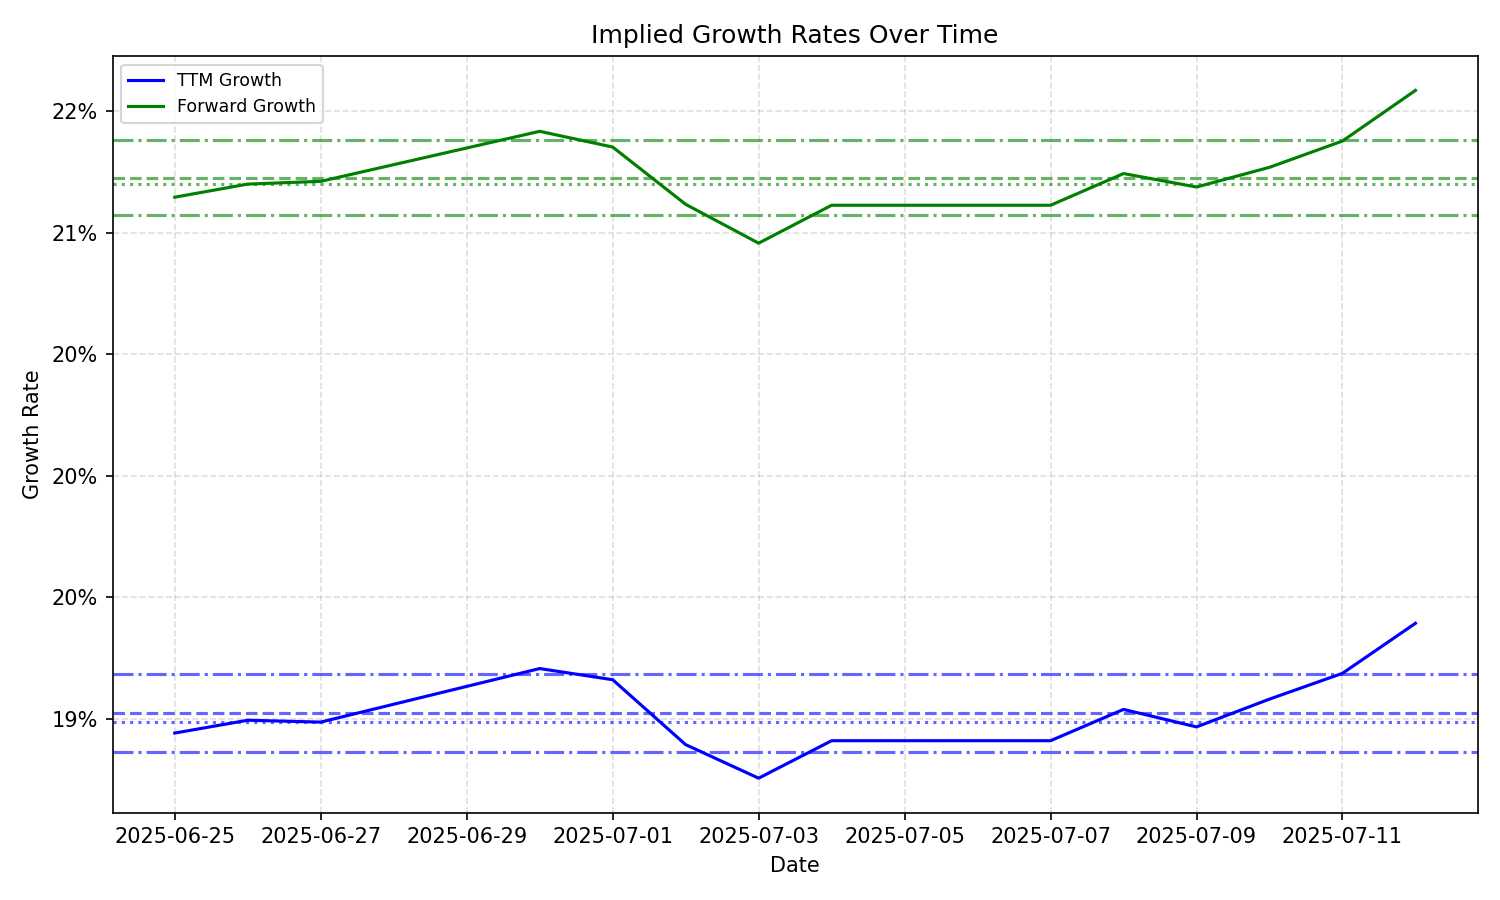 Implied Growth Rates Over Time
TTM Growth
Forward Growth
22%
21%
20%
20%
20%
19%
Growth Rate
2025-06-25 2025-06-27 2025-06-29 2025-07-01 2025-07-03 2025-07-05 2025-07-07 2025-07-09 2025-07-11
Date